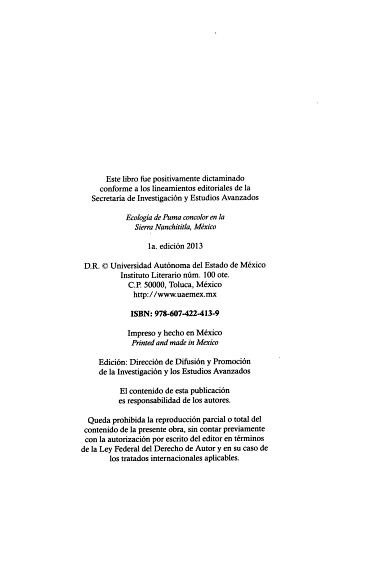 Este libro fue positivamente dictaminado
conforme a los lineamientos editoriales de la
Secretaría de Investigación y Estudios Avanzados
Ecología de Puma concolor en la
Sierra Nanchititla, México
1a. edición 2013
D.R. © Universidad Autónoma del Estado de México
Instituto Literario núm. 100 ote.
C.P. 50000, Toluca, México
http://www.uaemex.mx
ISBN: 978-607-422-413-9
Impreso y hecho en México
Printed and made in Mexico
Edición: Dirección de Difusión y Promoción
de la Investigación y los Estudios Avanzados
El contenido de esta publicación
es responsabilidad de los autores.
Queda prohibida la reproducción parcial o total del
contenido de la presente obra, sin contar previamente
con la autorización por escrito del editor en términos
de la Ley Federal del Derecho de Autor y en su caso de
los tratados internacionales aplicables.